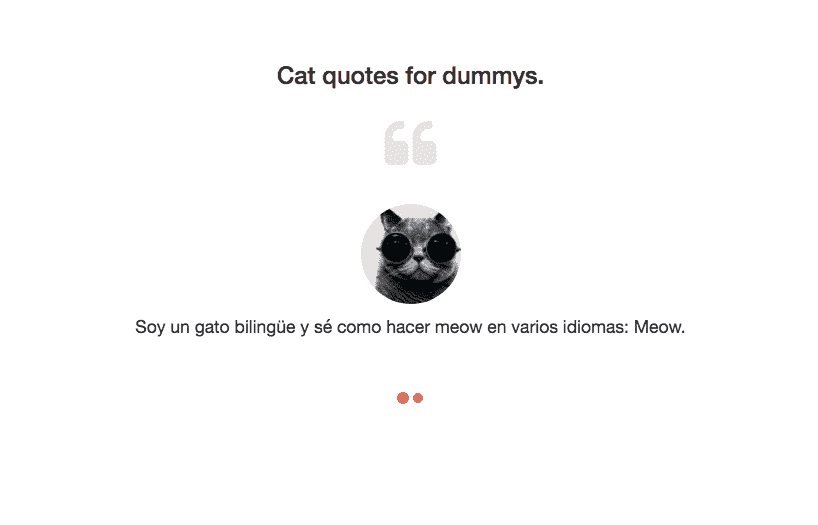 Cat quotes for dummys.
Soy un gato bilingüe y sé como hacer meow en varios idiomas: Meow.